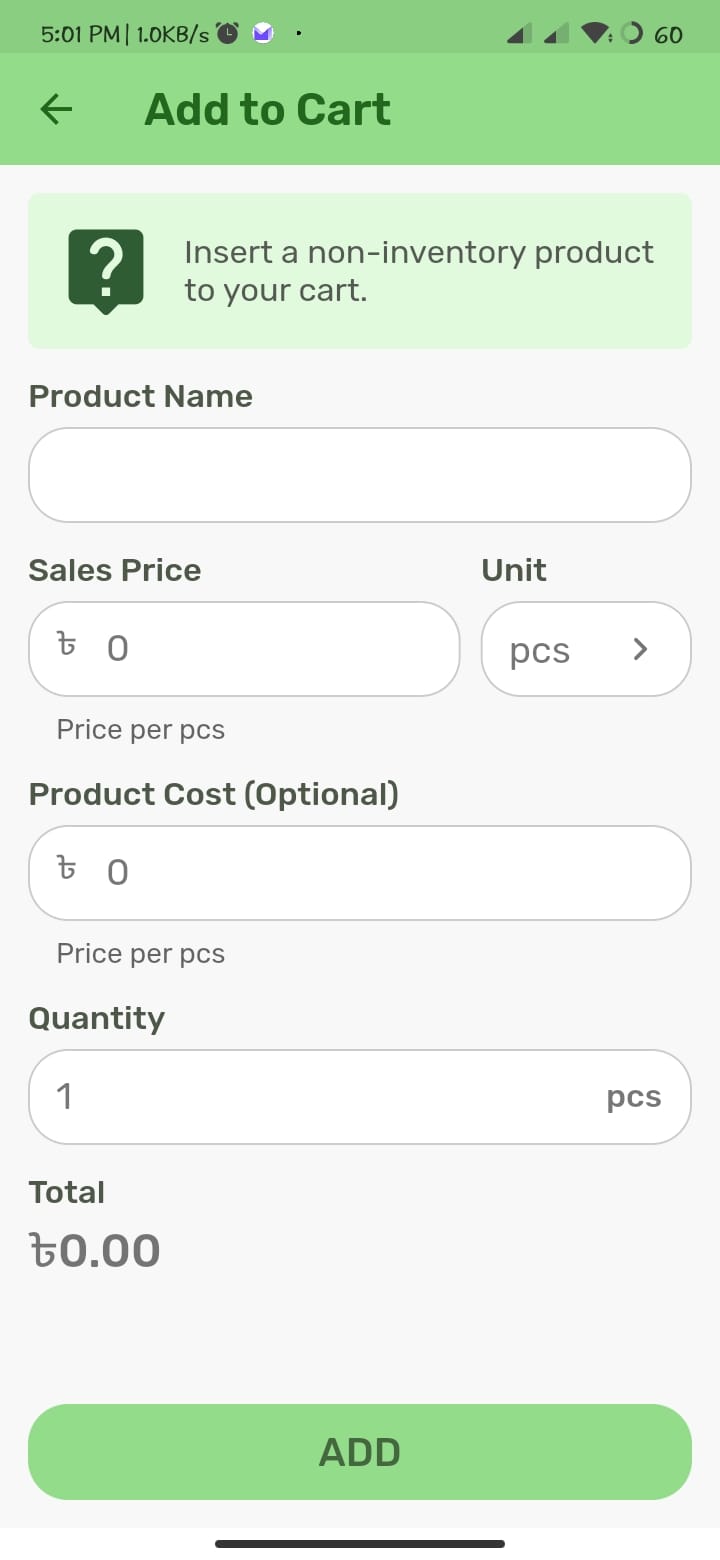 5:01 PM | 1.0KB/s 60
Add to Cart
Insert a non-inventory product
to your cart.
Product Name
Sales Price Unit
৳ 0 pcs
Price per pcs
Product Cost (Optional)
৳ 0
Price per pcs
Quantity
1 pcs
Total
৳0.00
ADD